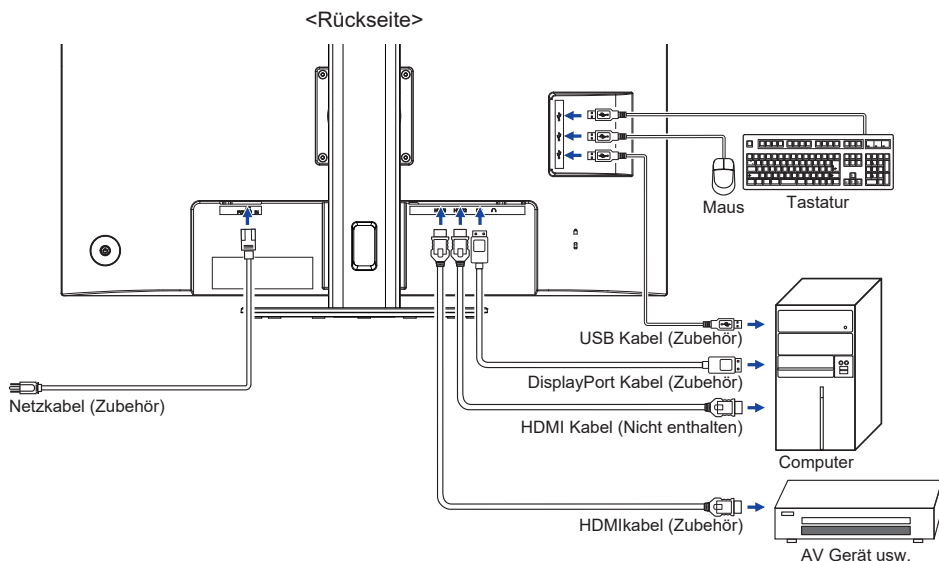 <Rückseite>
Maus
Tastatur
USB Kabel (Zubehör)
DisplayPort Kabel (Zubehör)
Netzkabel (Zubehör)
HDMI Kabel (Nicht enthalten)
Computer
HDMIkabel (Zubehör)
AV Gerät usw.